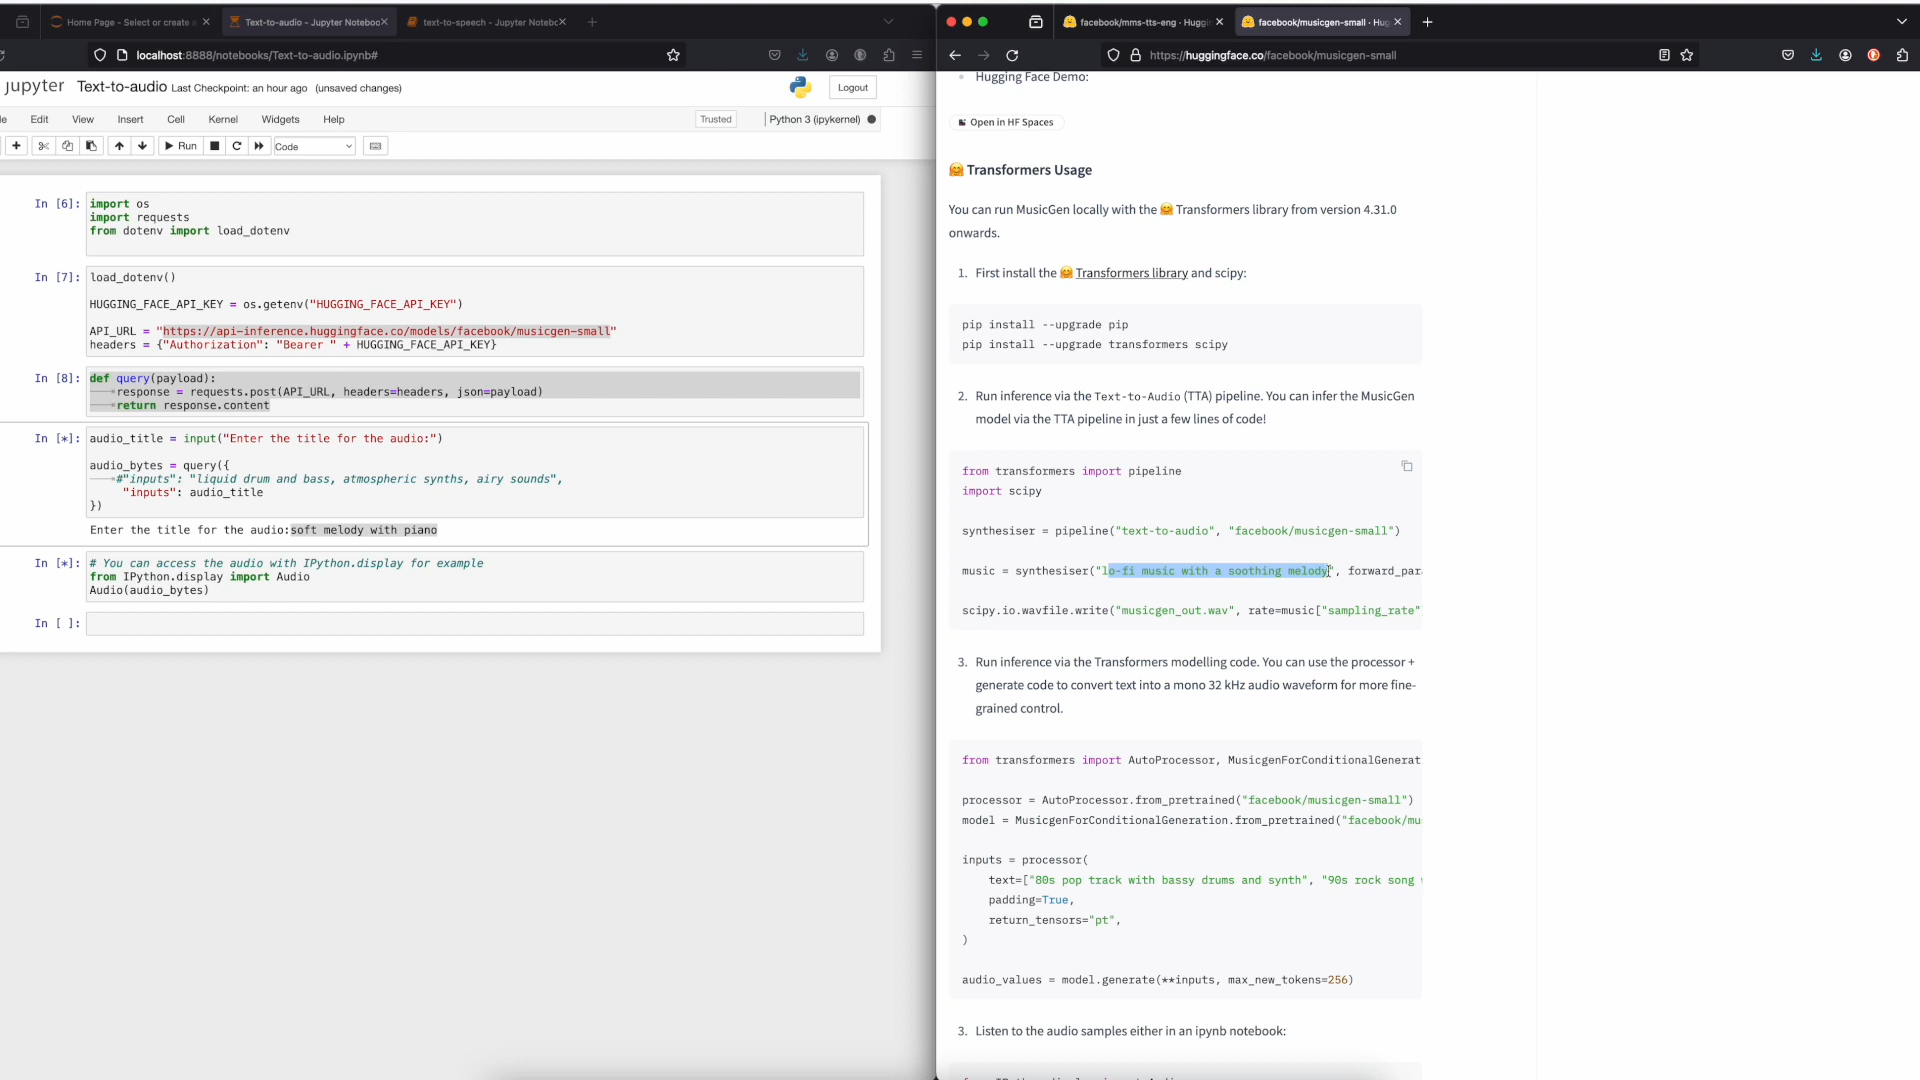 Home Page - Select or create a
Text-to-audio - Jupyter Notebook
text-to-speech - Jupyter Notebo
localhost:8888/notebooks/Text-to-audio.ipynb#
jupyter Text-to-audio Last Checkpoint: an hour ago (unsaved changes)
Logout
Edit View Insert Cell Kernel Widgets Help
Trusted
Python 3 (ipykernel)
Run
Code
In [6]: import os
import requests
from dotenv import load_dotenv
In [7]: load_dotenv()
HUGGING_FACE_API_KEY = os.getenv("HUGGING_FACE_API_KEY")
API_URL = "https://api-inference.huggingface.co/models/facebook/musicgen-small"
headers = {"Authorization": "Bearer " + HUGGING_FACE_API_KEY}
In [8]: def query(payload):
response = requests.post(API_URL, headers=headers, json=payload)
return response.content
In [*]: audio_title = input("Enter the title for the audio:")
audio_bytes = query({
#"inputs": "liquid drum and bass, atmospheric synths, airy sounds",
"inputs": audio_title
})
Enter the title for the audio:soft melody with piano
In [*]: # You can access the audio with IPython.display for example
from IPython.display import Audio
Audio(audio_bytes)
In [ ]:
facebook/mms-tts-eng · Huggi
facebook/musicgen-small · Hug
https://huggingface.co/facebook/musicgen-small
Hugging Face Demo:
Open in HF Spaces
🤗 Transformers Usage
You can run MusicGen locally with the 🤗 Transformers library from version 4.31.0
onwards.
1. First install the 🤗 Transformers library and scipy:
pip install --upgrade pip
pip install --upgrade transformers scipy
2. Run inference via the Text-to-Audio (TTA) pipeline. You can infer the MusicGen
model via the TTA pipeline in just a few lines of code!
from transformers import pipeline
import scipy
synthesiser = pipeline("text-to-audio", "facebook/musicgen-small")
music = synthesiser("lo-fi music with a soothing melody", forward_para
scipy.io.wavfile.write("musicgen_out.wav", rate=music["sampling_rate"
3. Run inference via the Transformers modelling code. You can use the processor +
generate code to convert text into a mono 32 kHz audio waveform for more fine-
grained control.
from transformers import AutoProcessor, MusicgenForConditionalGenerat
processor = AutoProcessor.from_pretrained("facebook/musicgen-small")
model = MusicgenForConditionalGeneration.from_pretrained("facebook/mu
inputs = processor(
text=["80s pop track with bassy drums and synth", "90s rock song
padding=True,
return_tensors="pt",
)
audio_values = model.generate(**inputs, max_new_tokens=256)
3. Listen to the audio samples either in an ipynb notebook: